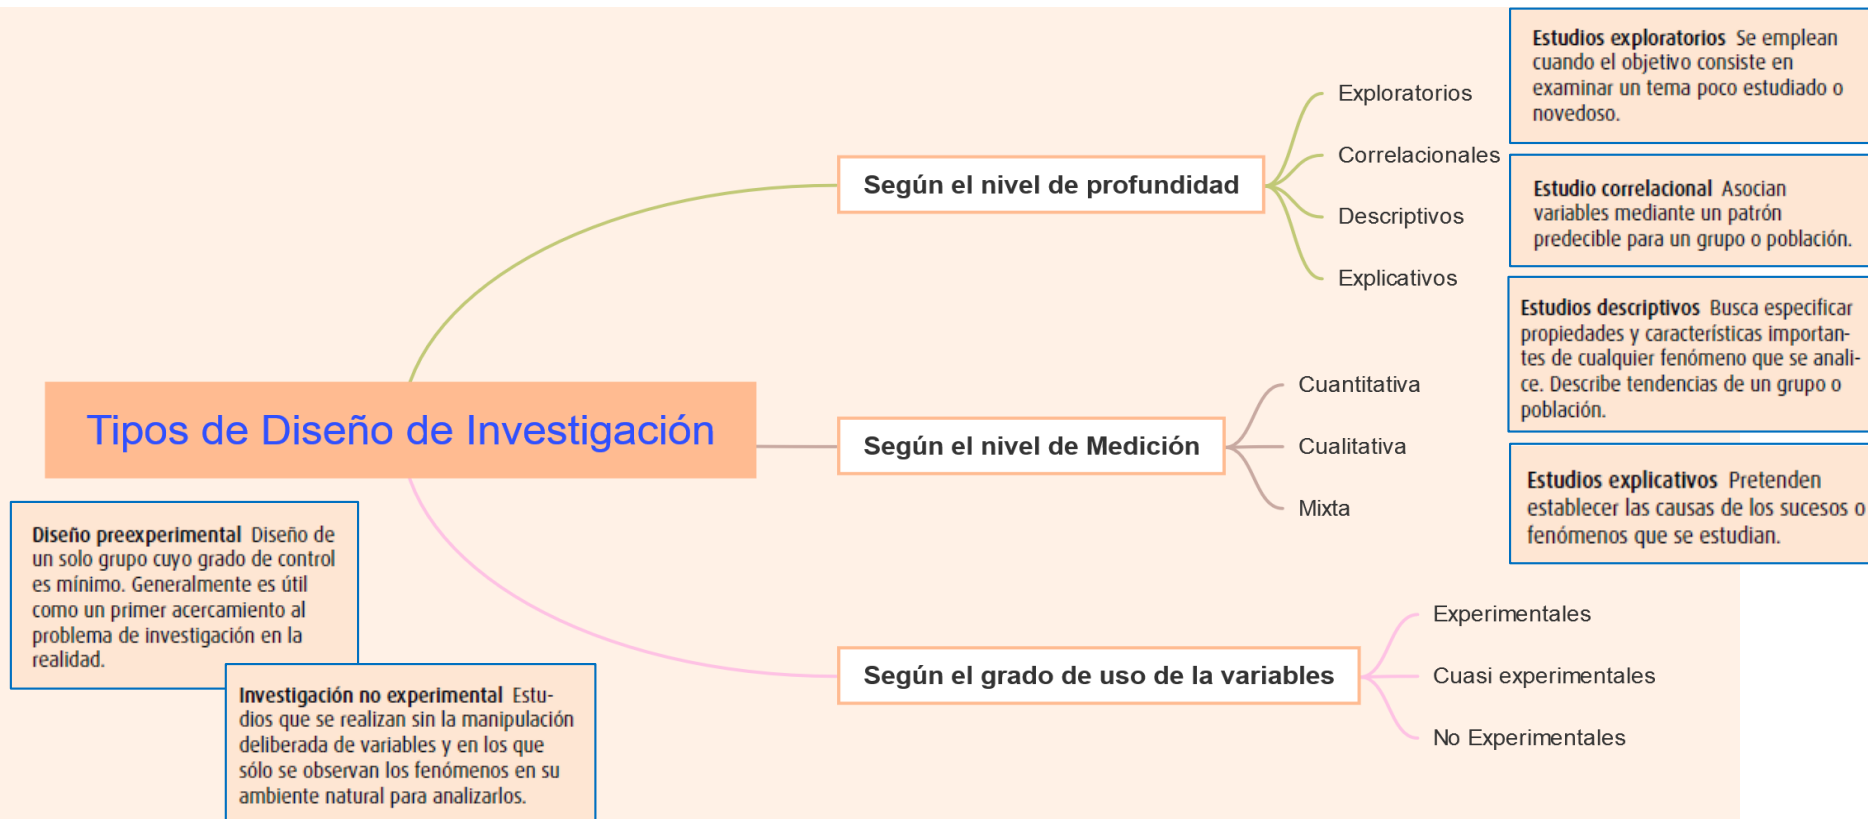 Tipos de Diseño de Investigación
Según el nivel de profundidad
Exploratorios
Correlacionales
Descriptivos
Explicativos
Estudios exploratorios Se emplean
cuando el objetivo consiste en
examinar un tema poco estudiado o
novedoso.
Estudio correlacional Asocian
variables mediante un patrón
predecible para un grupo o población.
Estudios descriptivos Busca especificar
propiedades y características importan-
tes de cualquier fenómeno que se anali-
ce. Describe tendencias de un grupo o
población.
Estudios explicativos Pretenden
establecer las causas de los sucesos o
fenómenos que se estudian.
Según el nivel de Medición
Cuantitativa
Cualitativa
Mixta
Según el grado de uso de la variables
Experimentales
Cuasi experimentales
No Experimentales
Diseño preexperimental Diseño de
un solo grupo cuyo grado de control
es mínimo. Generalmente es útil
como un primer acercamiento al
problema de investigación en la
realidad.
Investigación no experimental Estu-
dios que se realizan sin la manipulación
deliberada de variables y en los que
sólo se observan los fenómenos en su
ambiente natural para analizarlos.